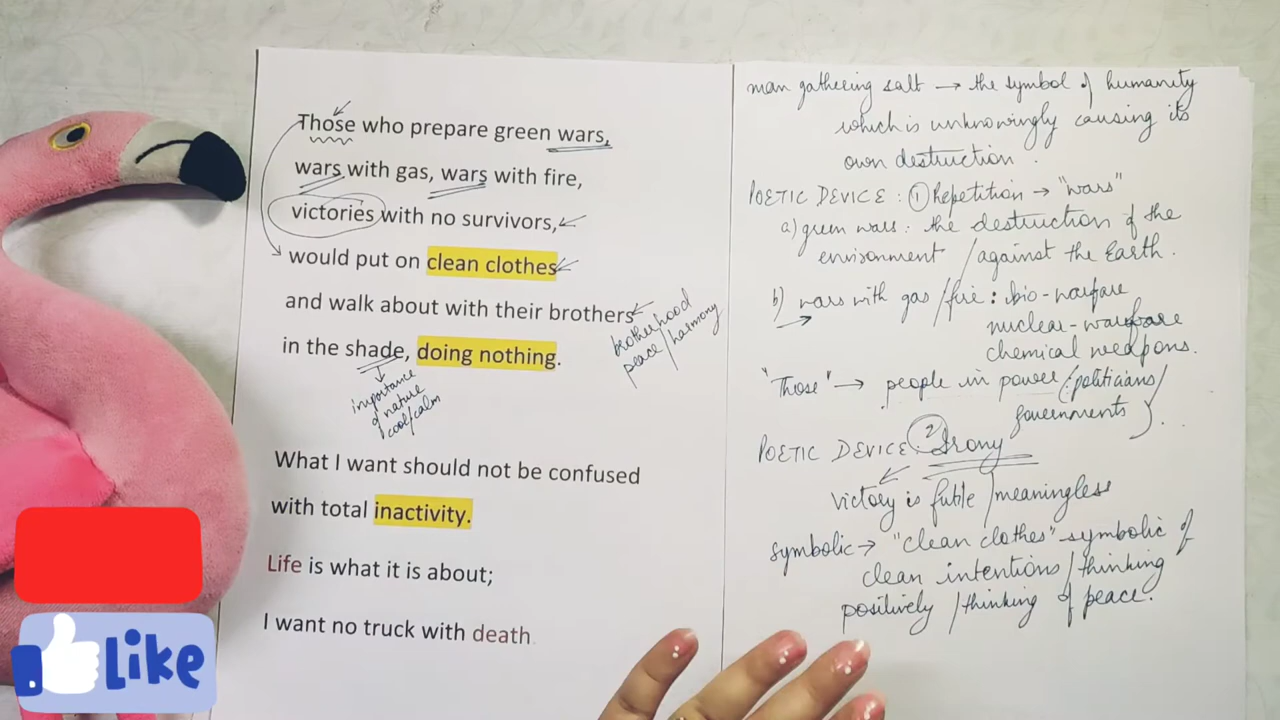 Those who prepare green wars,
wars with gas, wars with fire,
victories with no survivors,
would put on clean clothes
and walk about with their brothers
in the shade, doing nothing.
brotherhood
peace/harmony
importance
of nature
cool/calm
What I want should not be confused
with total inactivity.
Life is what it is about;
I want no truck with death
man gathering salt → the symbol of humanity
which is unknowingly causing its
own destruction.
POETIC DEVICE: ① Repetition → "wars"
a) green wars: the destruction of the
environment / against the Earth.
b) wars with gas/fire: bio-warfare
nuclear-warfare
chemical weapons.
"Those" → people in power (politicians/
governments)..
POETIC DEVICE: ② Irony
victory is futile/meaningless
symbolic → "clean clothes" symbolic of
clean intentions/thinking
positively/thinking of peace.
Like